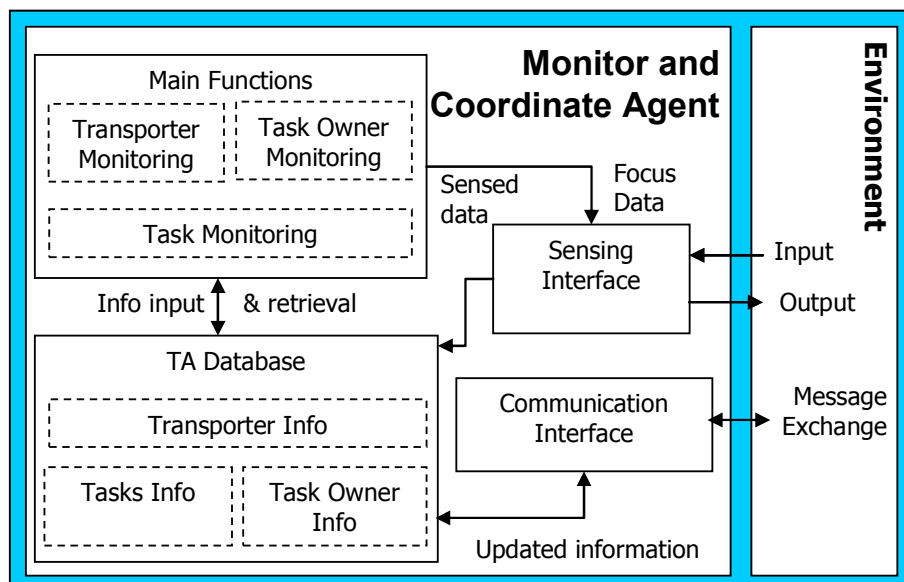 Main Functions
Transporter
Monitoring
Task Owner
Monitoring
Task Monitoring
Monitor and
Coordinate Agent
Sensed
data
Focus
Data
Sensing
Interface
Info input
& retrieval
TA Database
Transporter Info
Tasks Info
Task Owner
Info
Communication
Interface
Updated information
Environment
Input
Output
Message
Exchange